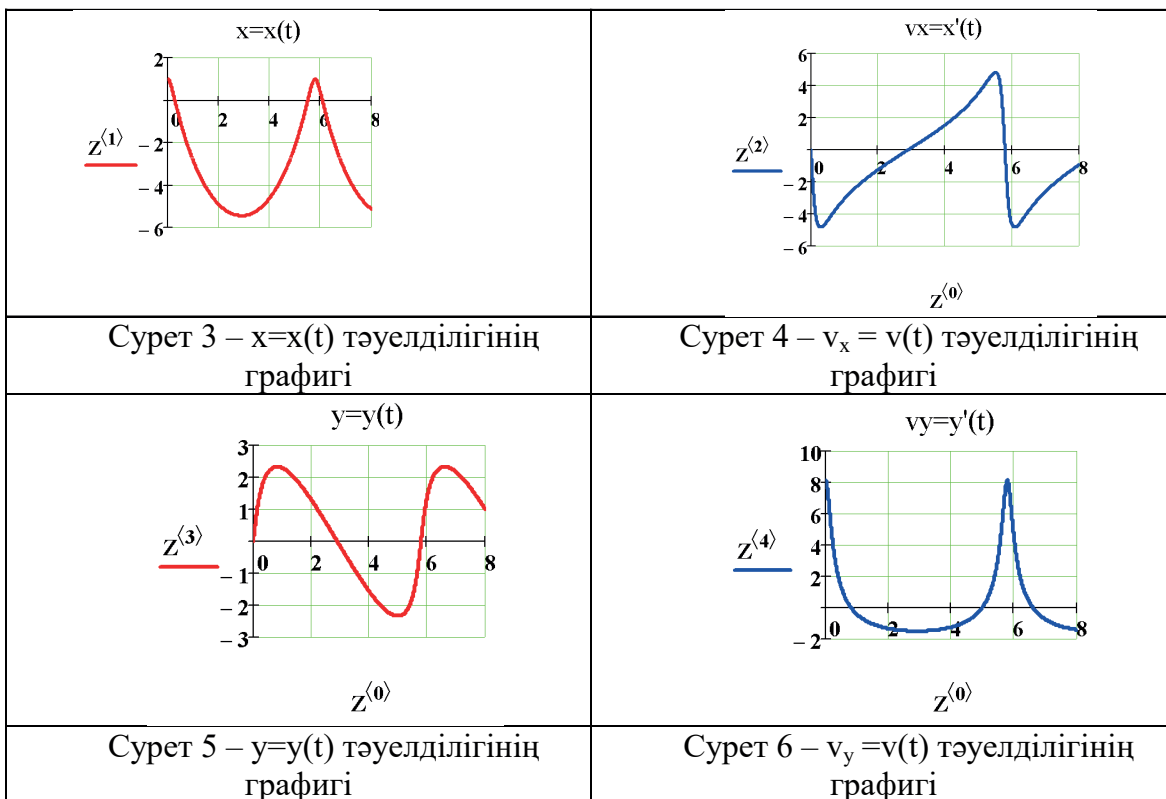 x=x(t)
2
0 2 4 6 8
z⟨1⟩
– 2
– 4
– 6
vx=x'(t)
6
4
2
z⟨2⟩
0 2 4 6 8
– 2
– 4
– 6
z⟨0⟩
Сурет 3 – x=x(t) тәуелділігінің
графигі
Сурет 4 – vₓ = v(t) тәуелділігінің
графигі
y=y(t)
3
2
1
z⟨3⟩
0 2 4 6 8
– 1
– 2
– 3
z⟨0⟩
vy=y'(t)
10
8
6
4
z⟨4⟩
2
0 2 4 6 8
– 2
z⟨0⟩
Сурет 5 – y=y(t) тәуелділігінің
графигі
Сурет 6 – v_y =v(t) тәуелділігінің
графигі